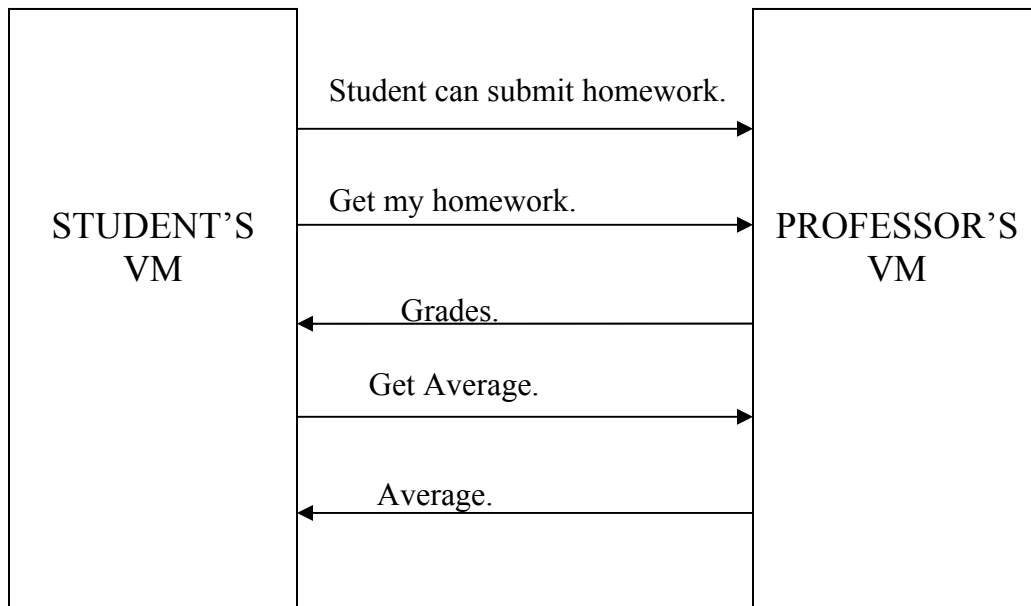 Student can submit homework.
Get my homework.
STUDENT’S
VM
PROFESSOR’S
VM
Grades.
Get Average.
Average.